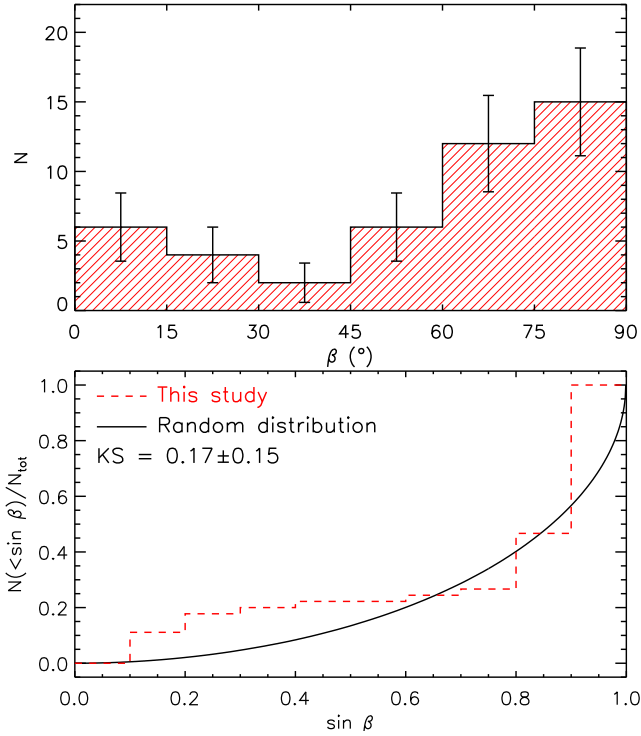 20
15
10
5
0
N
0 15 30 45 60 75 90
β (°)
1.0
0.8
0.6
0.4
0.2
0.0
N(<sin β)/N_tot
This study
Random distribution
KS = 0.17±0.15
0.0 0.2 0.4 0.6 0.8 1.0
sin β